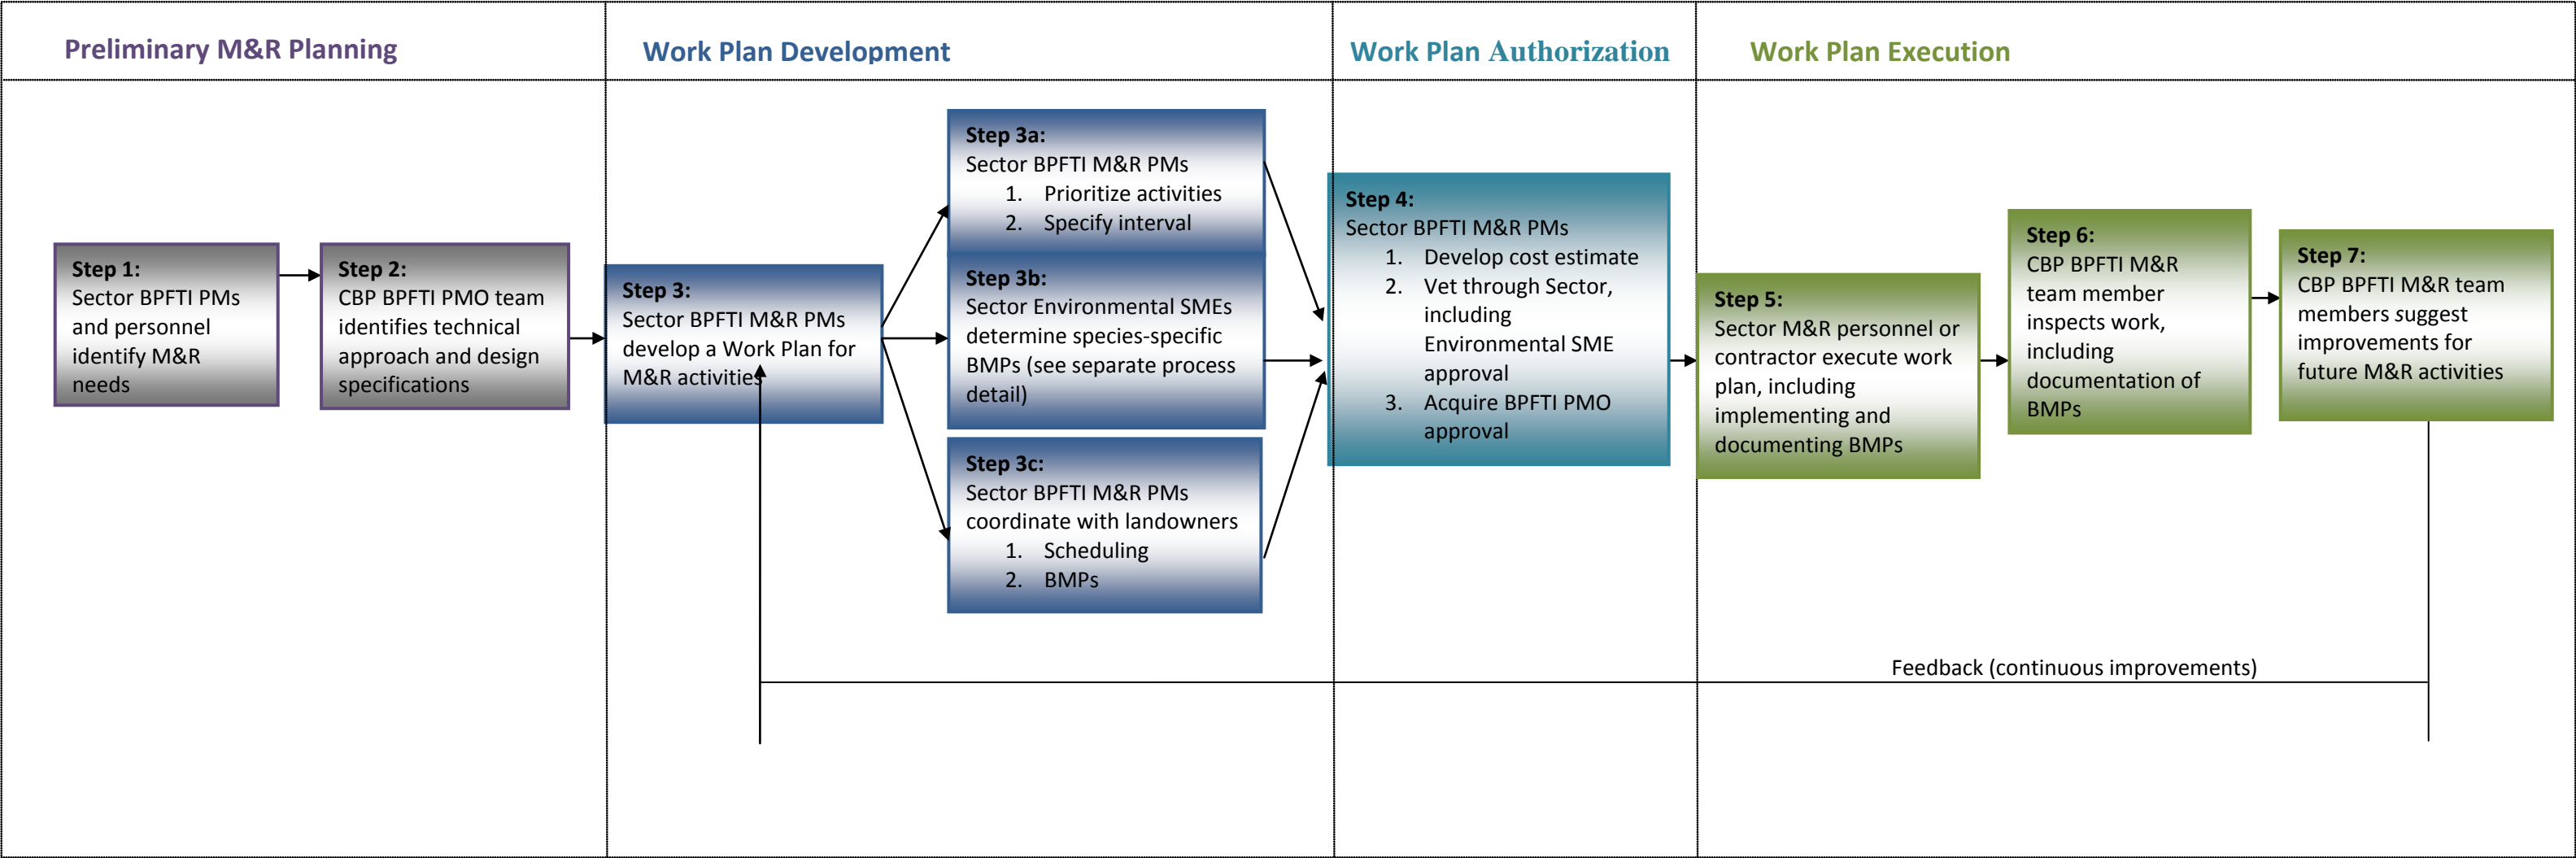 Preliminary M&R Planning
Work Plan Development
Work Plan Authorization
Work Plan Execution
Step 1:
Sector BPFTI PMs
and personnel
identify M&R
needs
Step 2:
CBP BPFTI PMO team
identifies technical
approach and design
specifications
Step 3:
Sector BPFTI M&R PMs
develop a Work Plan for
M&R activities
Step 3a:
Sector BPFTI M&R PMs
1. Prioritize activities
2. Specify interval
Step 3b:
Sector Environmental SMEs
determine species-specific
BMPs (see separate process
detail)
Step 3c:
Sector BPFTI M&R PMs
coordinate with landowners
1. Scheduling
2. BMPs
Step 4:
Sector BPFTI M&R PMs
1. Develop cost estimate
2. Vet through Sector,
including
Environmental SME
approval
3. Acquire BPFTI PMO
approval
Step 5:
Sector M&R personnel or
contractor execute work
plan, including
implementing and
documenting BMPs
Step 6:
CBP BPFTI M&R
team member
inspects work,
including
documentation of
BMPs
Step 7:
CBP BPFTI M&R team
members suggest
improvements for
future M&R activities
Feedback (continuous improvements)